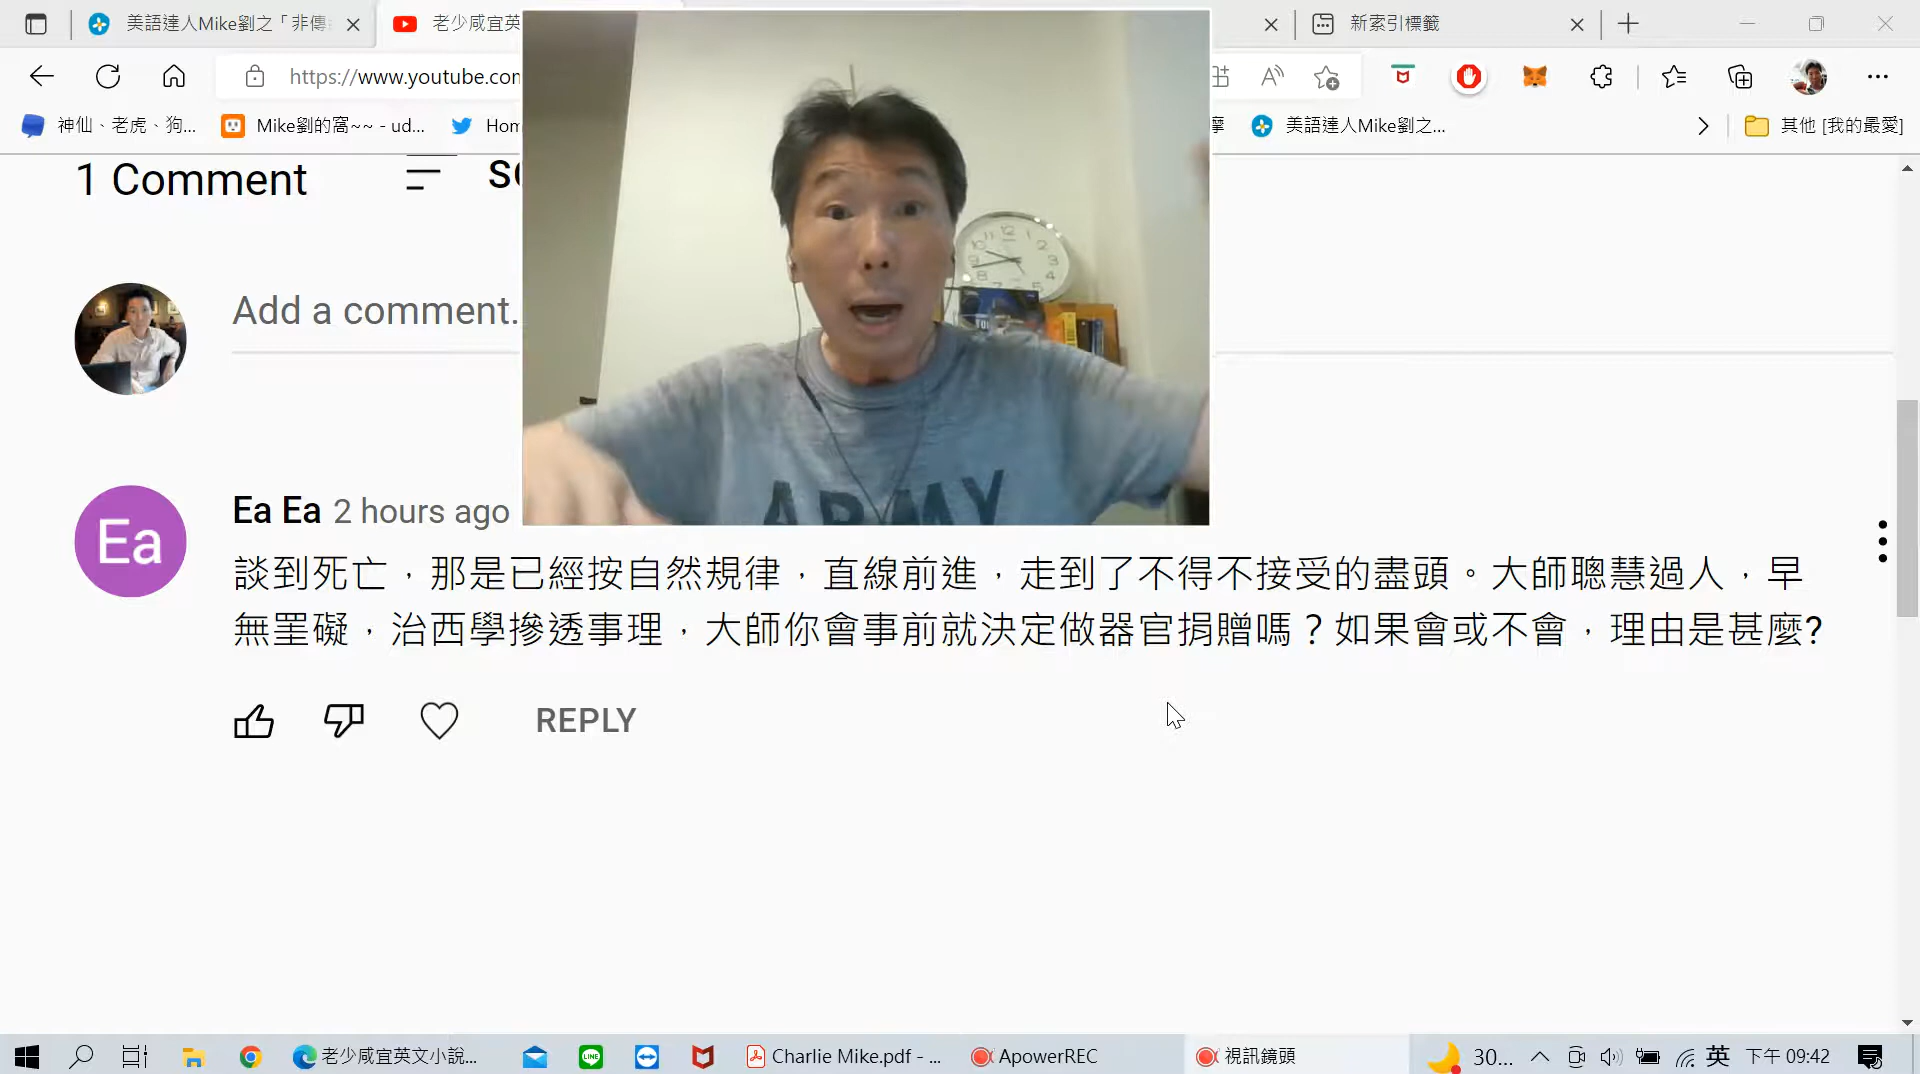 美語達人Mike劉之「非傳
老少咸宜英
新索引標籤
https://www.youtube.com
神仙、老虎、狗...
Mike劉的窩~~ - ud...
Hom
美語達人Mike劉之...
其他 [我的最愛]
1 Comment
Add a comment.
ARMY
Ea
Ea Ea 2 hours ago
談到死亡，那是已經按自然規律，直線前進，走到了不得不接受的盡頭。大師聰慧過人，早
無罣礙，治西學摻透事理，大師你會事前就決定做器官捐贈嗎？如果會或不會，理由是甚麼?
REPLY
老少咸宜英文小說...
LINE
Charlie Mike.pdf - ...
ApowerREC
視訊鏡頭
30...
英
下午 09:42